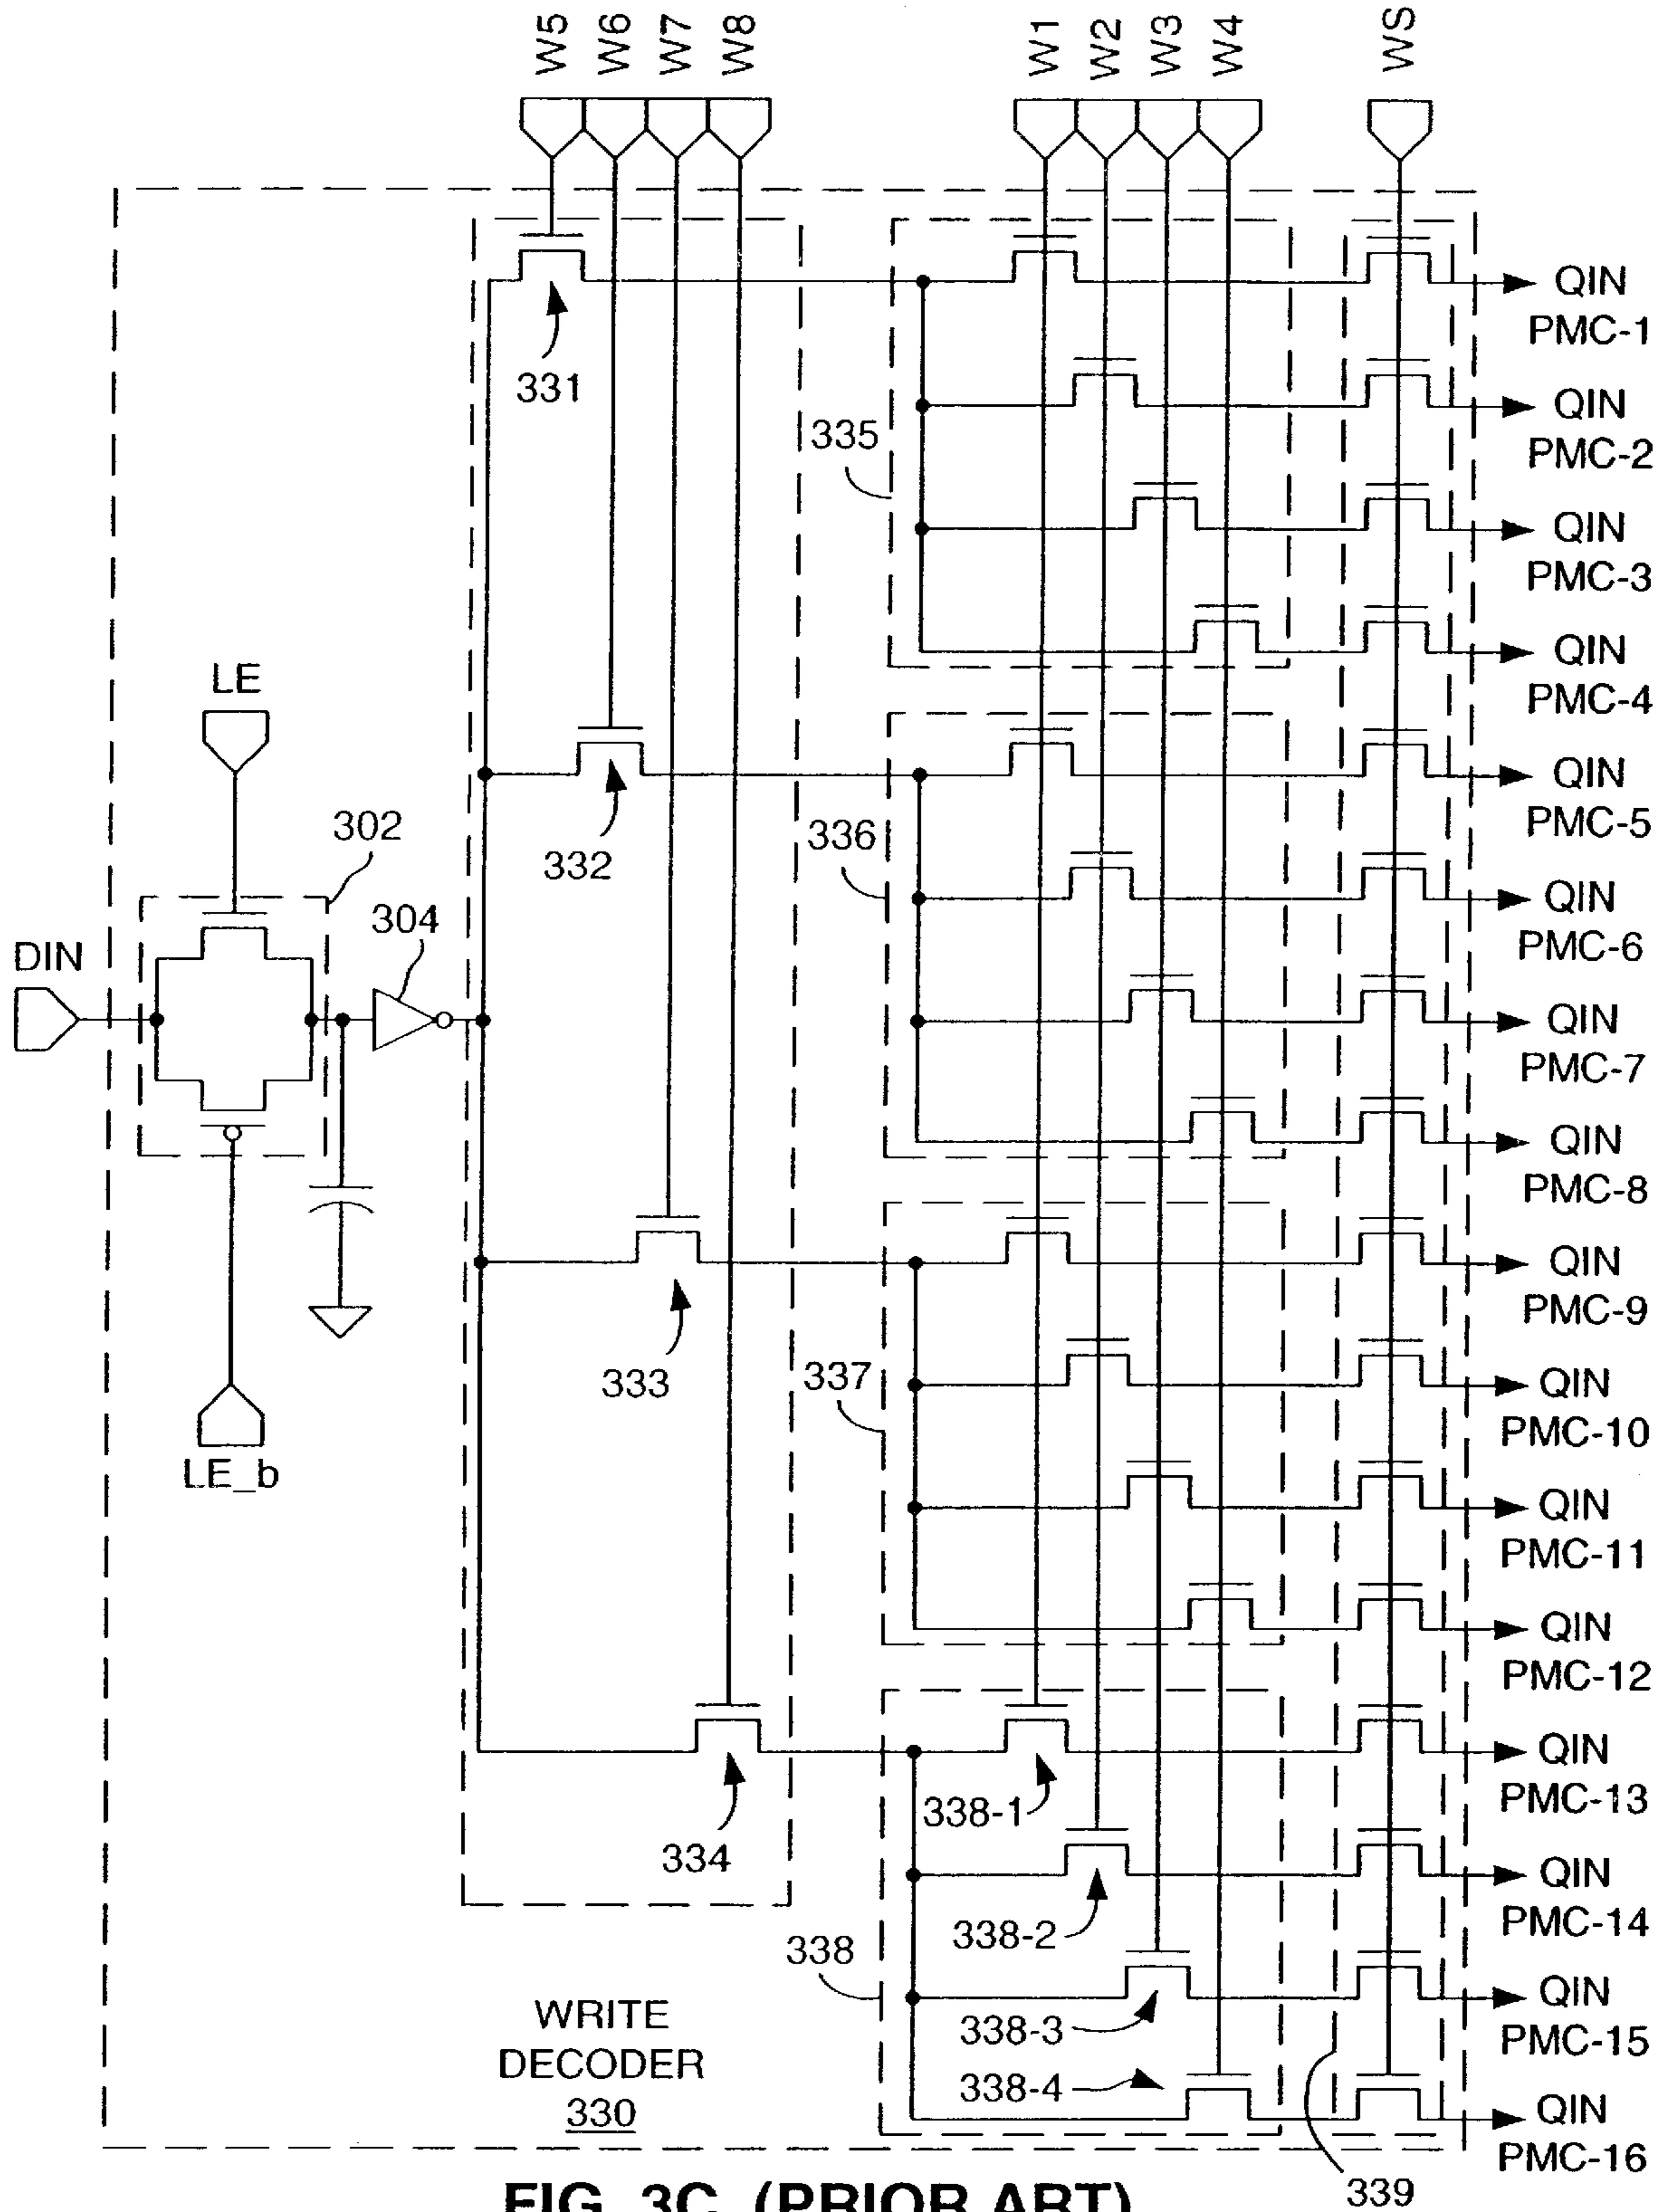 W5 W6 W7 W8 W1 W2 W3 W4 WS
QIN
PMC-1
331
QIN
PMC-2
335
QIN
PMC-3
QIN
PMC-4
LE
QIN
PMC-5
302
336
332
QIN
PMC-6
304
DIN
QIN
PMC-7
QIN
PMC-8
QIN
PMC-9
333
337
QIN
PMC-10
LE_b
QIN
PMC-11
QIN
PMC-12
QIN
PMC-13
338-1
334
QIN
PMC-14
338-2
338
QIN
PMC-15
338-3
WRITE
DECODER
330
338-4
QIN
PMC-16
339
FIG. 3C (PRIOR ART)